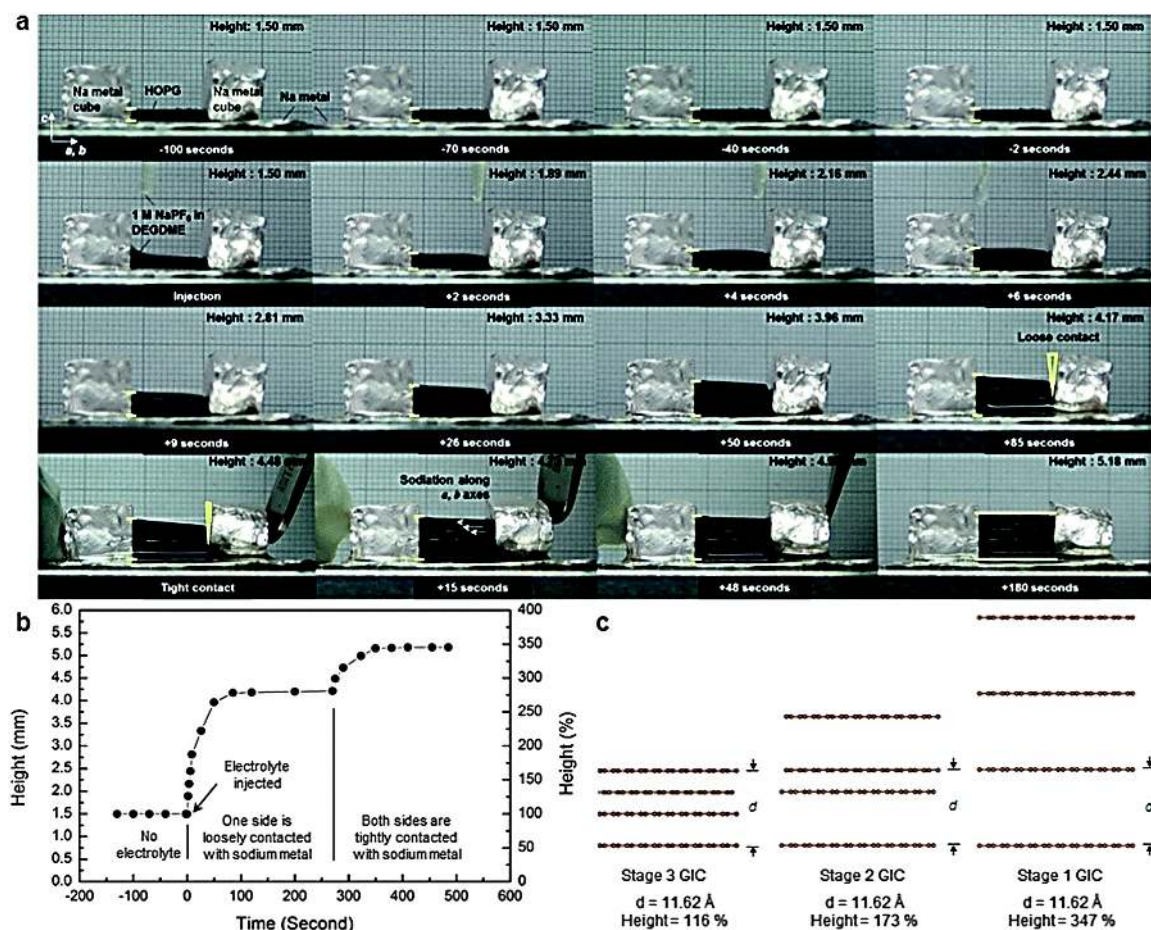 a
Height: 1.50 mm
Height : 1.50 mm
Height : 1.50 mm
Height : 1.50 mm
Na metal
cube
HOPG
Na metal
cube
Na metal
c
a, b
-100 seconds
-70 seconds
-40 seconds
-2 seconds
Height : 1.50 mm
Height : 1.89 mm
Height : 2.16 mm
Height : 2.44 mm
1 M NaPF6 in
DEGDME
Injection
+2 seconds
+4 seconds
+6 seconds
Height : 2.81 mm
Height : 3.33 mm
Height : 3.96 mm
Height : 4.17 mm
Loose contact
+9 seconds
+26 seconds
+50 seconds
+85 seconds
Height : 4.48
Height :
Height :
Height : 5.18 mm
Sodiation along
a, b axes
Tight contact
+15 seconds
+48 seconds
+180 seconds
b
Height (mm)
6.0
5.5
5.0
4.5
4.0
3.5
3.0
2.5
2.0
1.5
1.0
0.5
400
350
300
250
200
150
100
50
0
Height (%)
Electrolyte
injected
No
electrolyte
One side is
loosely contacted
with sodium metal
Both sides are
tightly contacted
with sodium metal
-200 -100 0 100 200 300 400 500 600
Time (Second)
c
d
d
d
Stage 3 GIC
d = 11.62 Å
Height = 116 %
Stage 2 GIC
d = 11.62 Å
Height = 173 %
Stage 1 GIC
d = 11.62 Å
Height = 347 %